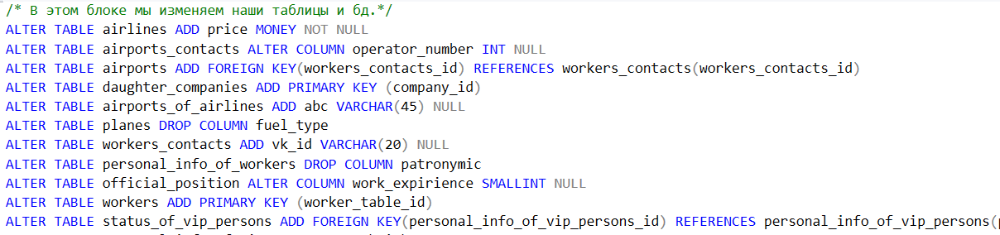 /* В этом блоке мы изменяем наши таблицы и бд.*/
ALTER TABLE airlines ADD price MONEY NOT NULL
ALTER TABLE airports_contacts ALTER COLUMN operator_number INT NULL
ALTER TABLE airports ADD FOREIGN KEY(workers_contacts_id) REFERENCES workers_contacts(workers_contacts_id)
ALTER TABLE daughter_companies ADD PRIMARY KEY (company_id)
ALTER TABLE airports_of_airlines ADD abc VARCHAR(45) NULL
ALTER TABLE planes DROP COLUMN fuel_type
ALTER TABLE workers_contacts ADD vk_id VARCHAR(20) NULL
ALTER TABLE personal_info_of_workers DROP COLUMN patronymic
ALTER TABLE official_position ALTER COLUMN work_expirience SMALLINT NULL
ALTER TABLE workers ADD PRIMARY KEY (worker_table_id)
ALTER TABLE status_of_vip_persons ADD FOREIGN KEY(personal_info_of_vip_persons_id) REFERENCES personal_info_of_vip_persons(